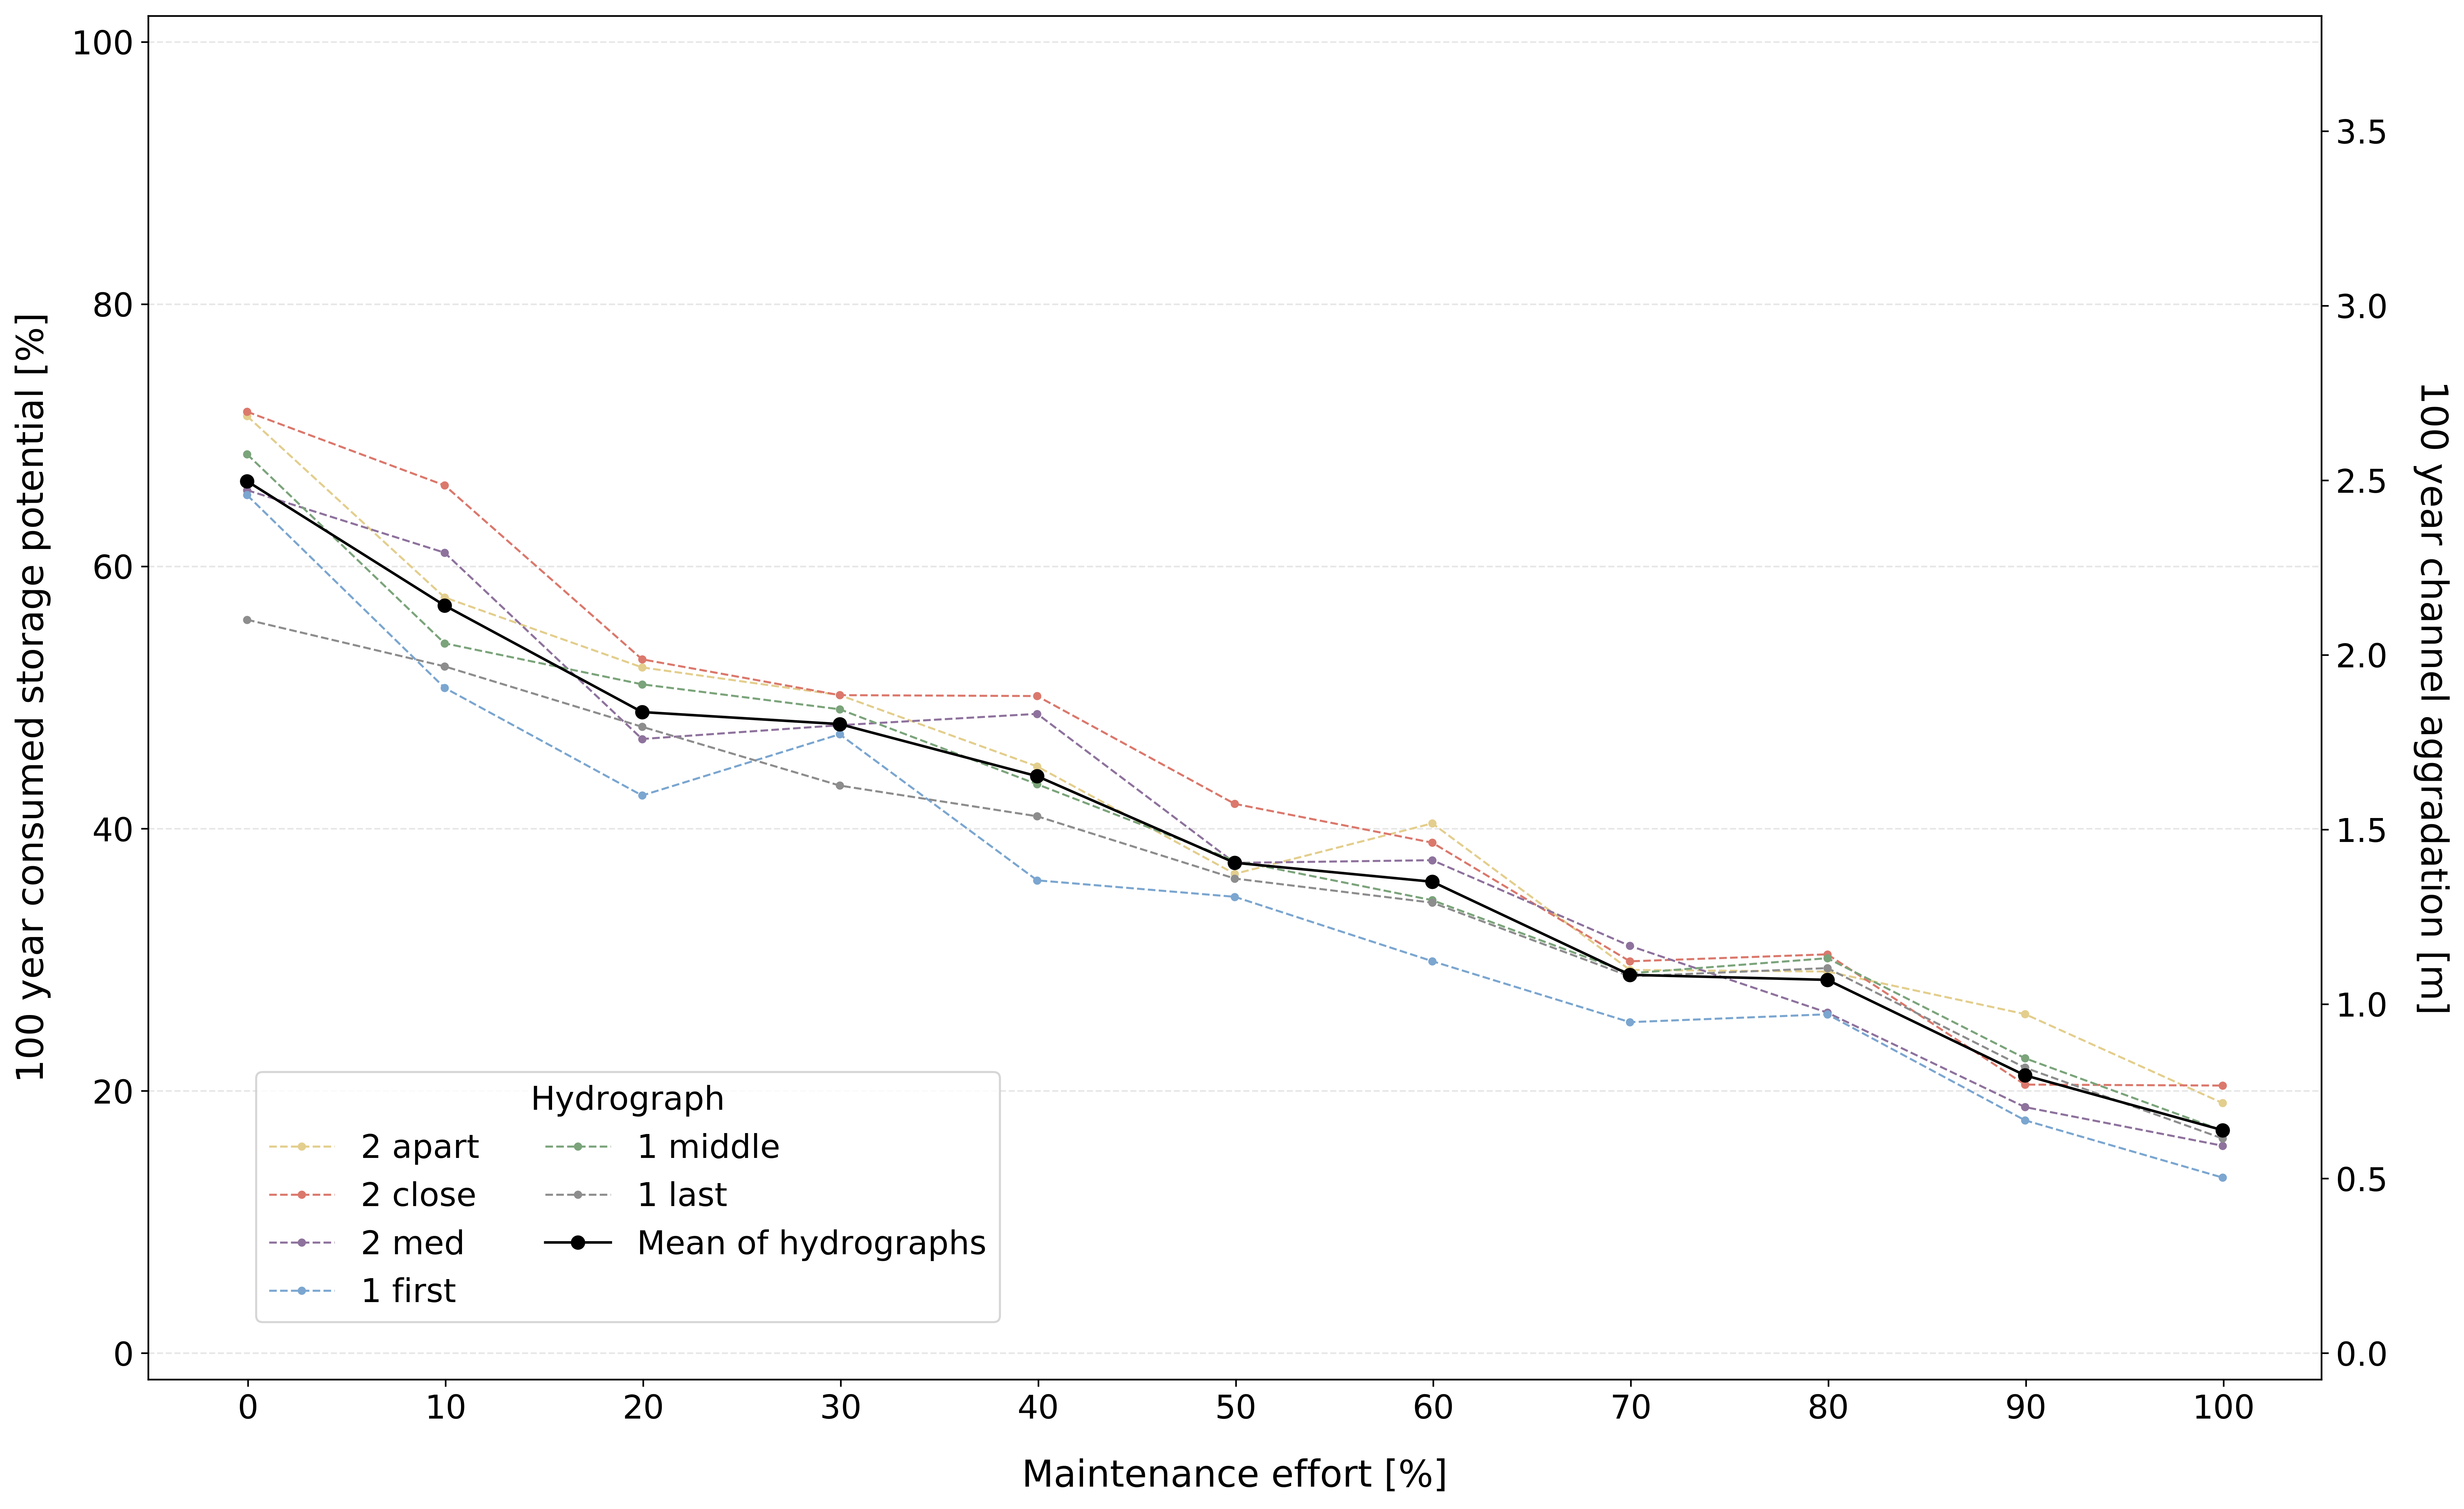 100 year consumed storage potential [%]
100
80
60
40
20
0
3.5
3.0
2.5
2.0
1.5
1.0
0.5
0.0
100 year channel aggradation [m]
Hydrograph
2 apart
2 close
2 med
1 first
1 middle
1 last
Mean of hydrographs
0 10 20 30 40 50 60 70 80 90 100
Maintenance effort [%]